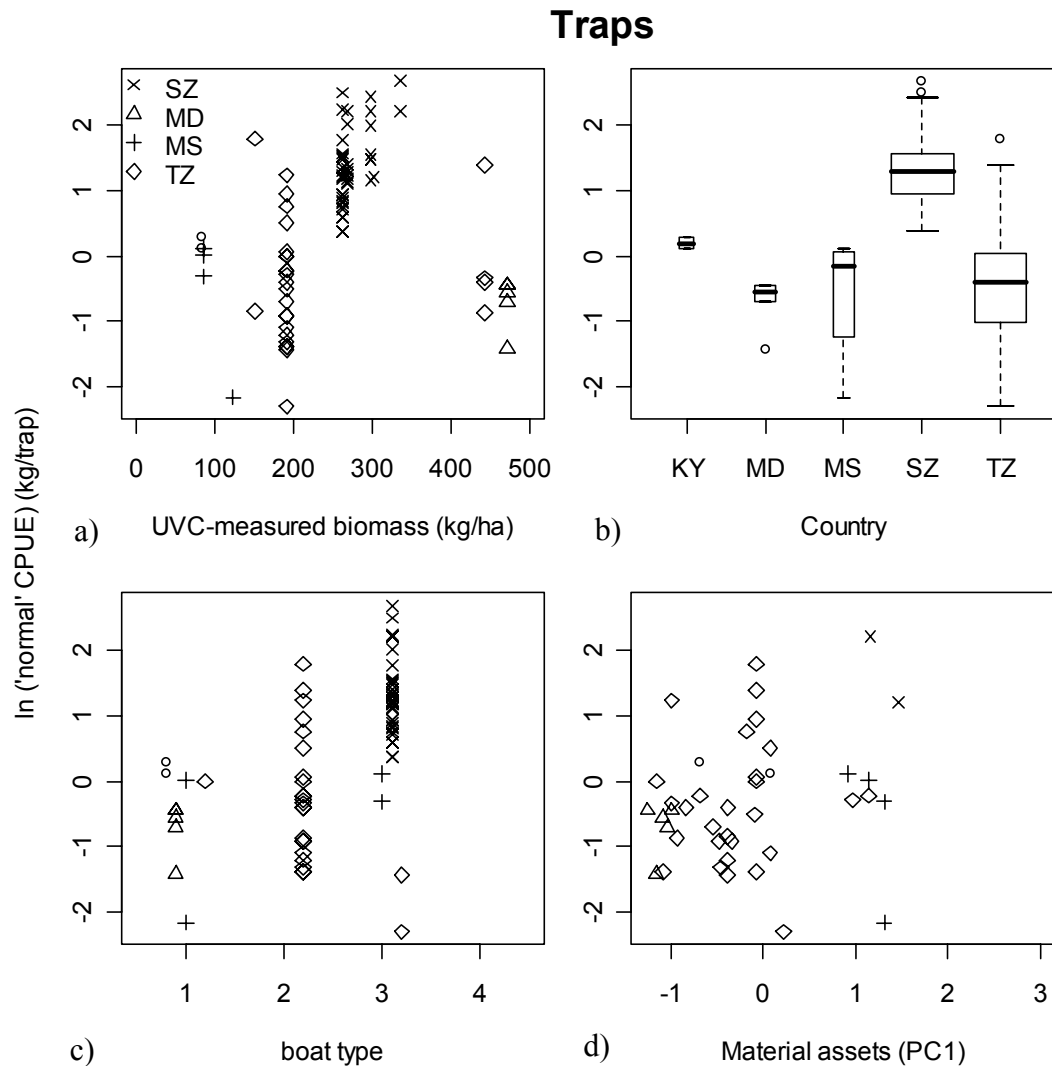 Traps
SZ
MD
MS
TZ
2
1
0
-1
-2
0 100 200 300 400 500
a) UVC-measured biomass (kg/ha)
2
1
0
-1
-2
KY MD MS SZ TZ
b) Country
ln ('normal' CPUE) (kg/trap)
2
1
0
-1
-2
1 2 3 4
c) boat type
2
1
0
-1
-2
-1 0 1 2 3
d) Material assets (PC1)